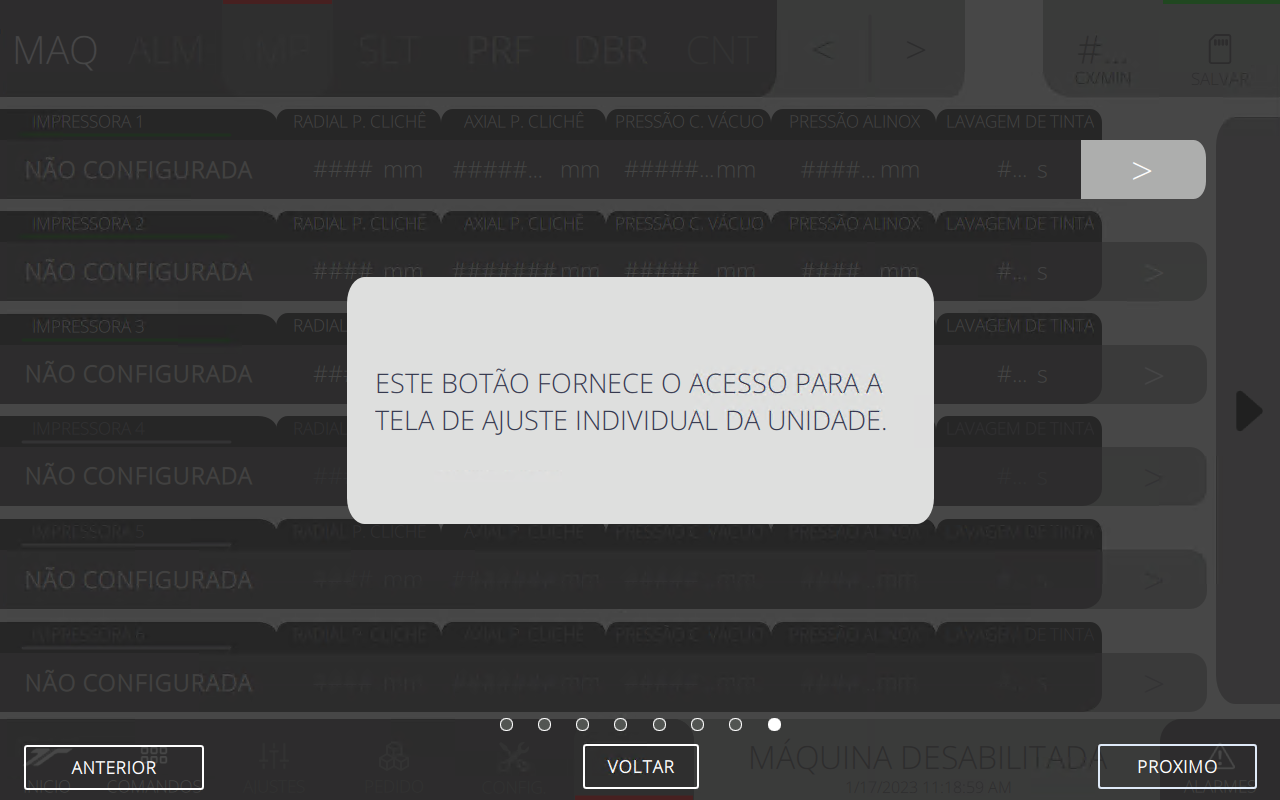 MAQ ALM IMP SLT PRF DBR CNT < > #... CX/MIN SALVAR
IMPRESSORA 1 RADIAL P. CLICHÊ AXIAL P. CLICHÊ PRESSÃO C. VÁCUO PRESSÃO ALINOX LAVAGEM DE TINTA
NÃO CONFIGURADA #### mm #####... mm #####... mm ####... mm #... s >
IMPRESSORA 2 RADIAL P. CLICHÊ AXIAL P. CLICHÊ PRESSÃO C. VÁCUO PRESSÃO ALINOX LAVAGEM DE TINTA
NÃO CONFIGURADA #### mm ####### mm #####... mm ####... mm #... s >
IMPRESSORA 3 RADIAL LAVAGEM DE TINTA
NÃO CONFIGURADA ### #... s >
ESTE BOTÃO FORNECE O ACESSO PARA A
TELA DE AJUSTE INDIVIDUAL DA UNIDADE.
IMPRESSORA 4 RADIAL LAVAGEM DE TINTA
NÃO CONFIGURADA ### #... s >
IMPRESSORA 5 RADIAL P. CLICHÊ AXIAL P. CLICHÊ PRESSÃO C. VÁCUO PRESSÃO ALINOX LAVAGEM DE TINTA
NÃO CONFIGURADA #### mm ####### mm #####... mm ####... mm #... s >
IMPRESSORA 6 RADIAL P. CLICHÊ AXIAL P. CLICHÊ PRESSÃO C. VÁCUO PRESSÃO ALINOX LAVAGEM DE TINTA
NÃO CONFIGURADA #### mm ####### mm #####... mm ####... mm #... s >
ANTERIOR VOLTAR PROXIMO
MÁQUINA DESABILITADA
INICIO COMANDOS AJUSTES PEDIDO CONFIG 1/17/2023 11:18:59 AM ALARMES